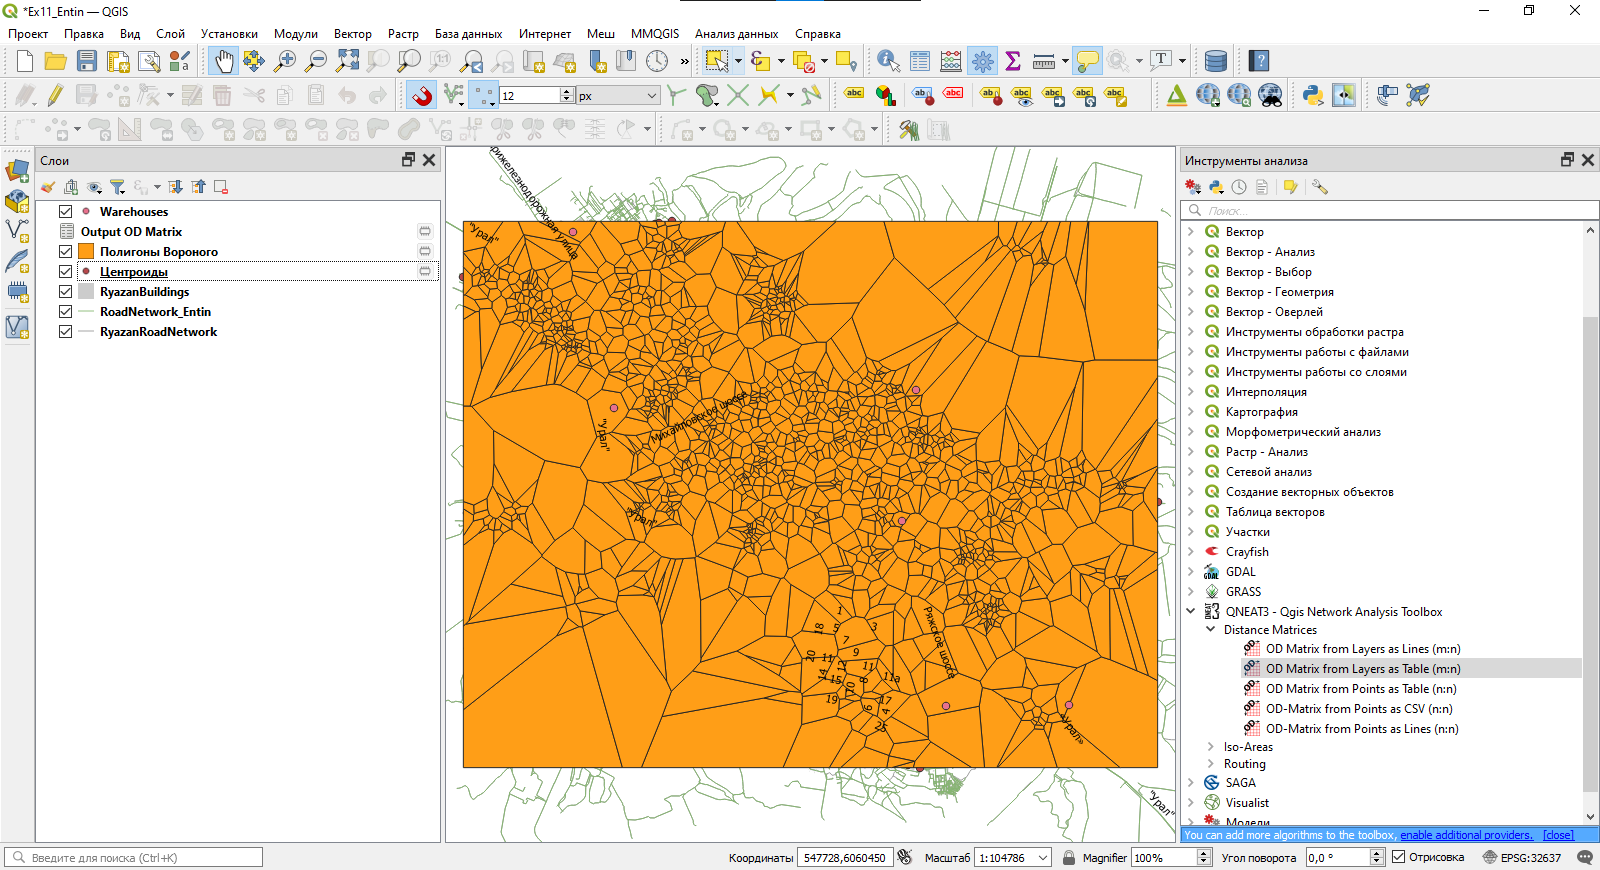 *Ex11_Entin — QGIS
Проект Правка Вид Слой Установки Модули Вектор Растр База данных Интернет Меш MMQGIS Анализ данных Справка
12 px
Слои
Warehouses
Output OD Matrix
Полигоны Вороного
Центроиды
RyazanBuildings
RoadNetwork_Entin
RyazanRoadNetwork
"Урал"
"Урал"
Михайловское шоссе
"Урал"
Ряжское шоссе
1
18
5
3
7
20
9
11
12
11
14
15
8
11а
10
19
6
17
4
25
"Урал"
"Урал"
Инструменты анализа
Поиск...
Вектор
Вектор - Анализ
Вектор - Выбор
Вектор - Геометрия
Вектор - Оверлей
Инструменты обработки растра
Инструменты работы с файлами
Инструменты работы со слоями
Интерполяция
Картография
Морфометрический анализ
Растр - Анализ
Сетевой анализ
Создание векторных объектов
Таблица векторов
Участки
Crayfish
GDAL
GRASS
QNEAT3 - Qgis Network Analysis Toolbox
Distance Matrices
OD Matrix from Layers as Lines (m:n)
OD Matrix from Layers as Table (m:n)
OD Matrix from Points as Table (n:n)
OD-Matrix from Points as CSV (n:n)
OD-Matrix from Points as Lines (n:n)
Iso-Areas
Routing
SAGA
Visualist
Модели
You can add more algorithms to the toolbox, enable additional providers. [close]
Введите для поиска (Ctrl+K) Координаты 547728,6060450 Масштаб 1:104786 Magnifier 100% Угол поворота 0,0 ° Отрисовка EPSG:32637